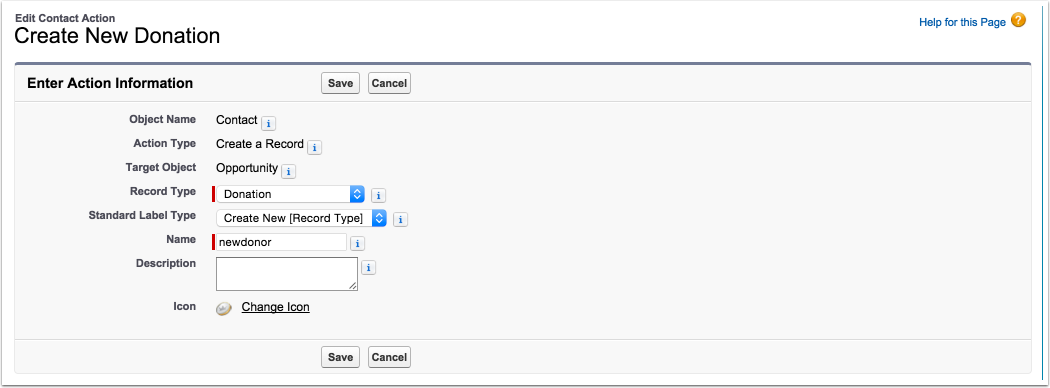 Edit Contact Action
Create New Donation
Help for this Page ?
Enter Action Information Save Cancel
Object Name Contact i
Action Type Create a Record i
Target Object Opportunity i
Record Type Donation i
Standard Label Type Create New [Record Type] i
Name newdonor i
Description i
Icon Change Icon
Save Cancel